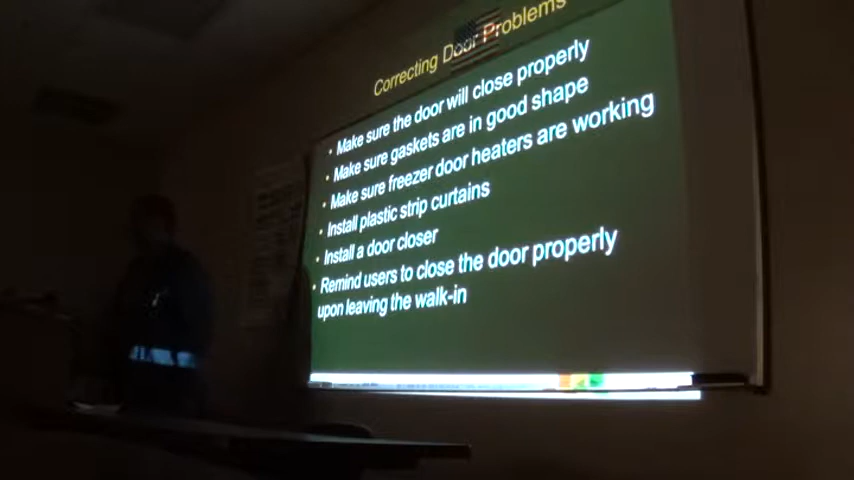 Correcting Door Problems
• Make sure the door will close properly
• Make sure gaskets are in good shape
• Make sure freezer door heaters are working
• Install plastic strip curtains
• Install a door closer
• Remind users to close the door properly
upon leaving the walk-in